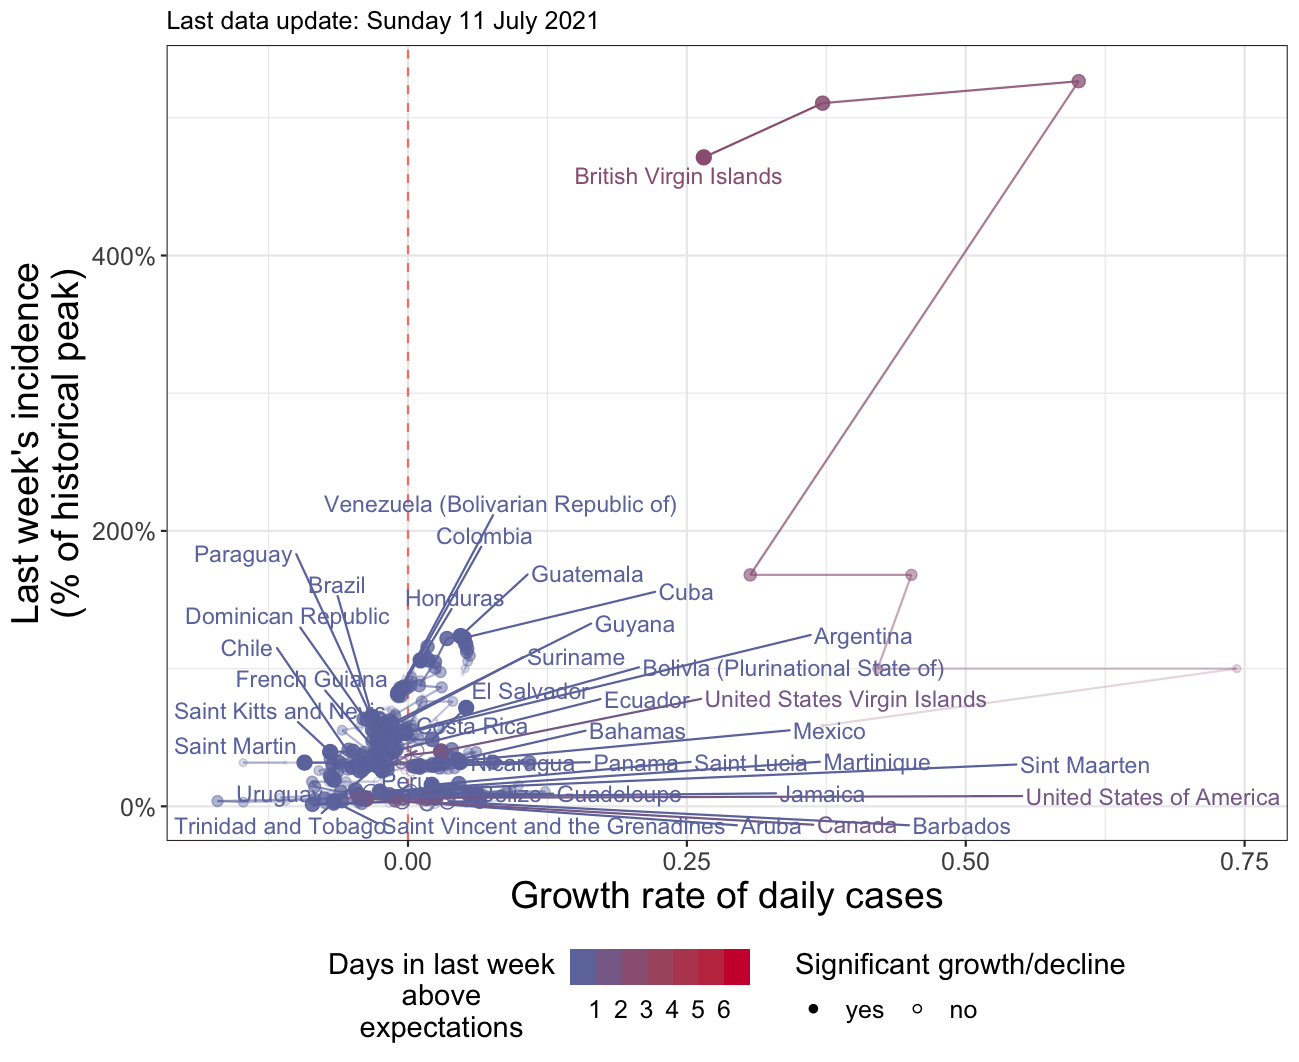 Last data update: Sunday 11 July 2021
Last week's incidence
(% of historical peak)
400%
200%
0%
British Virgin Islands
Venezuela (Bolivarian Republic of)
Colombia
Paraguay
Guatemala
Brazil
Cuba
Honduras
Dominican Republic
Guyana
Argentina
Chile
Suriname
Bolivia (Plurinational State of)
French Guiana
El Salvador
Ecuador
United States Virgin Islands
Saint Kitts and Nevis
Costa Rica
Bahamas
Mexico
Saint Martin
Nicaragua
Panama
Saint Lucia
Martinique
Sint Maarten
Peru
Uruguay
Belize
Guadeloupe
Jamaica
United States of America
Trinidad and Tobago
Saint Vincent and the Grenadines
Aruba
Canada
Barbados
0.00
0.25
0.50
0.75
Growth rate of daily cases
Days in last week
above
expectations
1 2 3 4 5 6
Significant growth/decline
yes
no